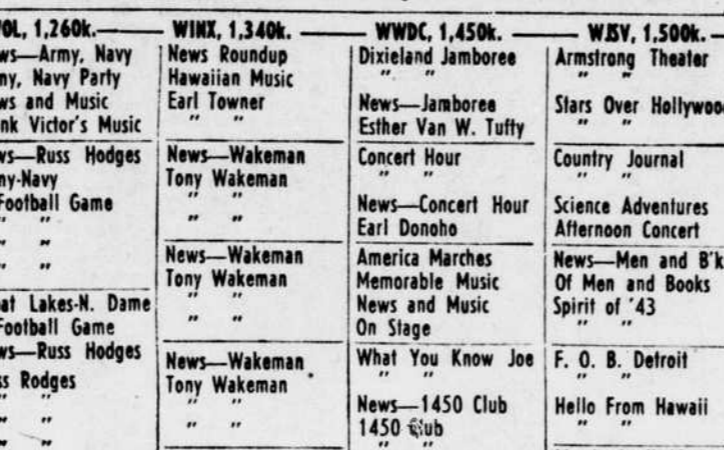 OL, 1,260k.
ws—Army, Navy
ny, Navy Party
ws and Music
nk Victor's Music
ws—Russ Hodges
ny-Navy
Football Game
" "
" "
" "
at Lakes-N. Dame
Football Game
ws—Russ Hodges
ss Rodges
" "
" "
" "
WINX, 1,340k.
News Roundup
Hawaiian Music
Earl Towner
" "
News—Wakeman
Tony Wakeman
" "
" "
News—Wakeman
Tony Wakeman
" "
" "
News—Wakeman
Tony Wakeman
" "
" "
WWDC, 1,450k.
Dixieland Jamboree
" "
News—Jamboree
Esther Van W. Tufty
Concert Hour
" "
News—Concert Hour
Earl Donoho
America Marches
Memorable Music
News and Music
On Stage
What You Know Joe
" "
News—1450 Club
1450 Club
" "
WJSV, 1,500k.
Armstrong Theater
" "
Stars Over Hollywoo
" "
Country Journal
" "
Science Adventures
Afternoon Concert
News—Men and B'k
Of Men and Books
Spirit of '43
" "
F. O. B. Detroit
" "
Hello From Hawaii
" "